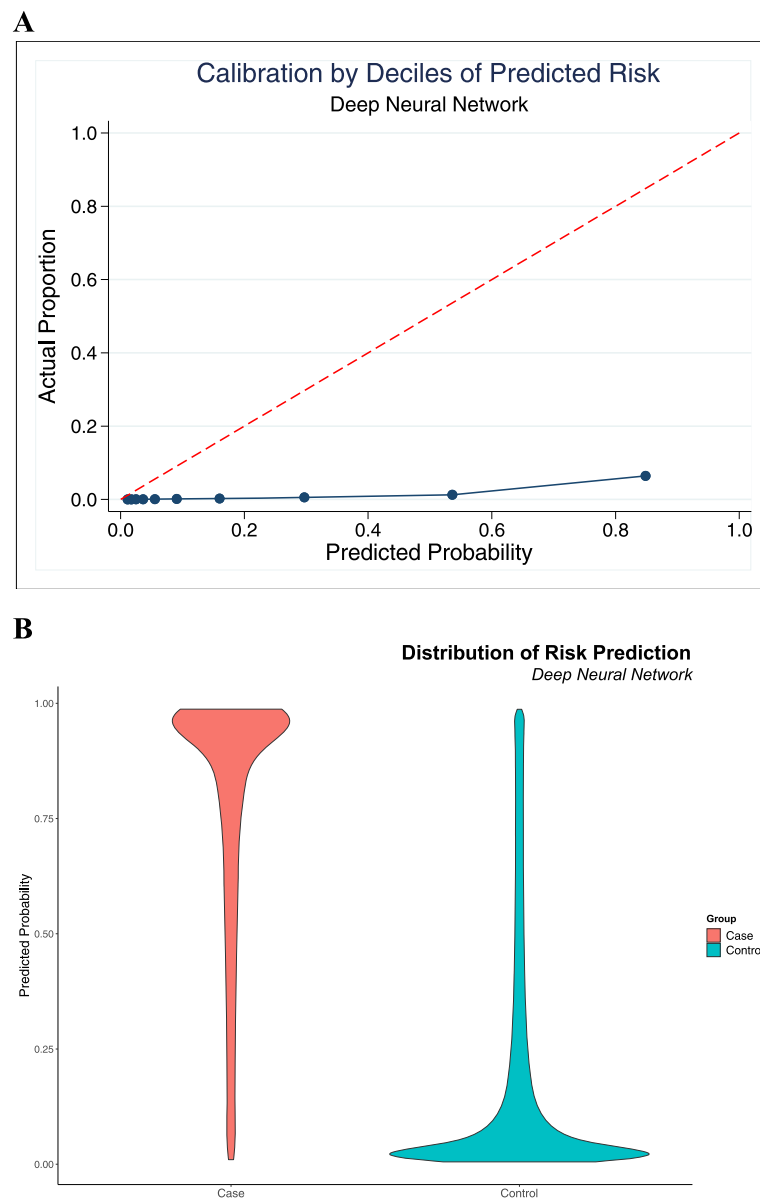 A
Calibration by Deciles of Predicted Risk
Deep Neural Network
1.0
0.8
0.6
0.4
0.2
0.0
Actual Proportion
0.0 0.2 0.4 0.6 0.8 1.0
Predicted Probability
B
Distribution of Risk Prediction
Deep Neural Network
1.00
0.75
0.50
0.25
0.00
Predicted Probability
Group
Case
Contro
Case Control